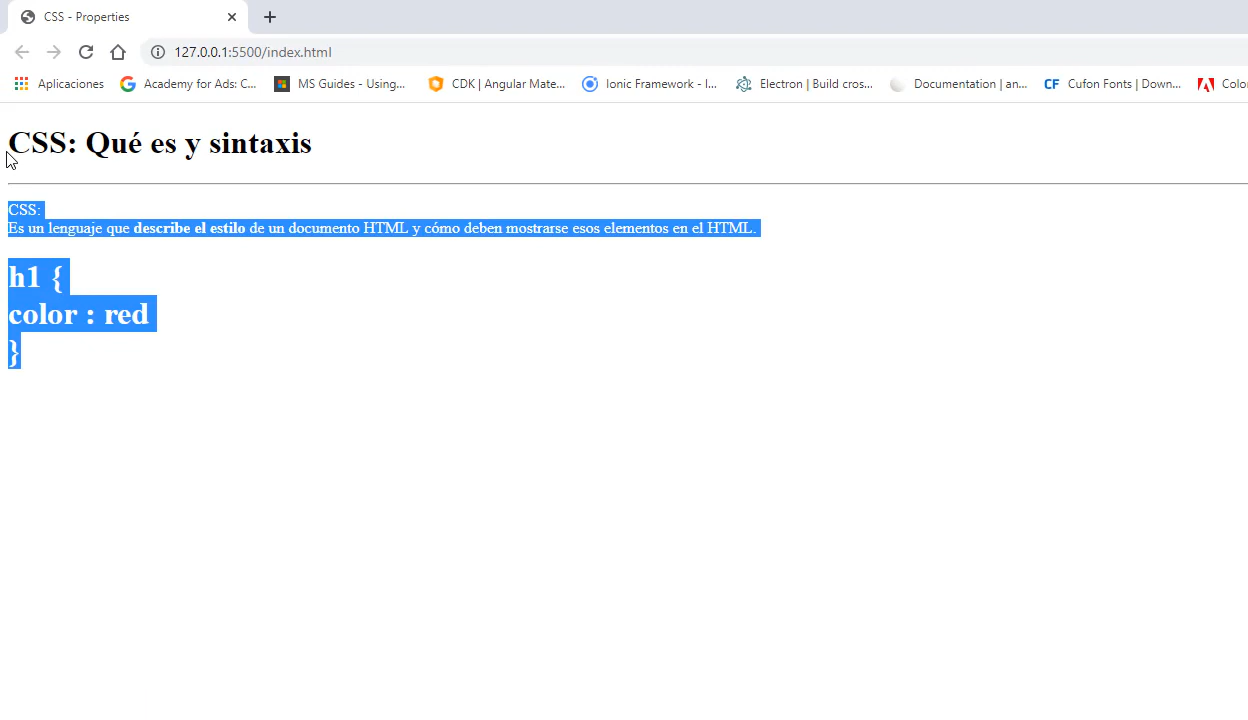 CSS - Properties
127.0.0.1:5500/index.html
Aplicaciones
Academy for Ads: C...
MS Guides - Using...
CDK | Angular Mate...
Ionic Framework - I...
Electron | Build cros...
Documentation | an...
CF Cufon Fonts | Down...
Color
CSS: Qué es y sintaxis
CSS:
Es un lenguaje que describe el estilo de un documento HTML y cómo deben mostrarse esos elementos en el HTML.
h1 {
color : red
}